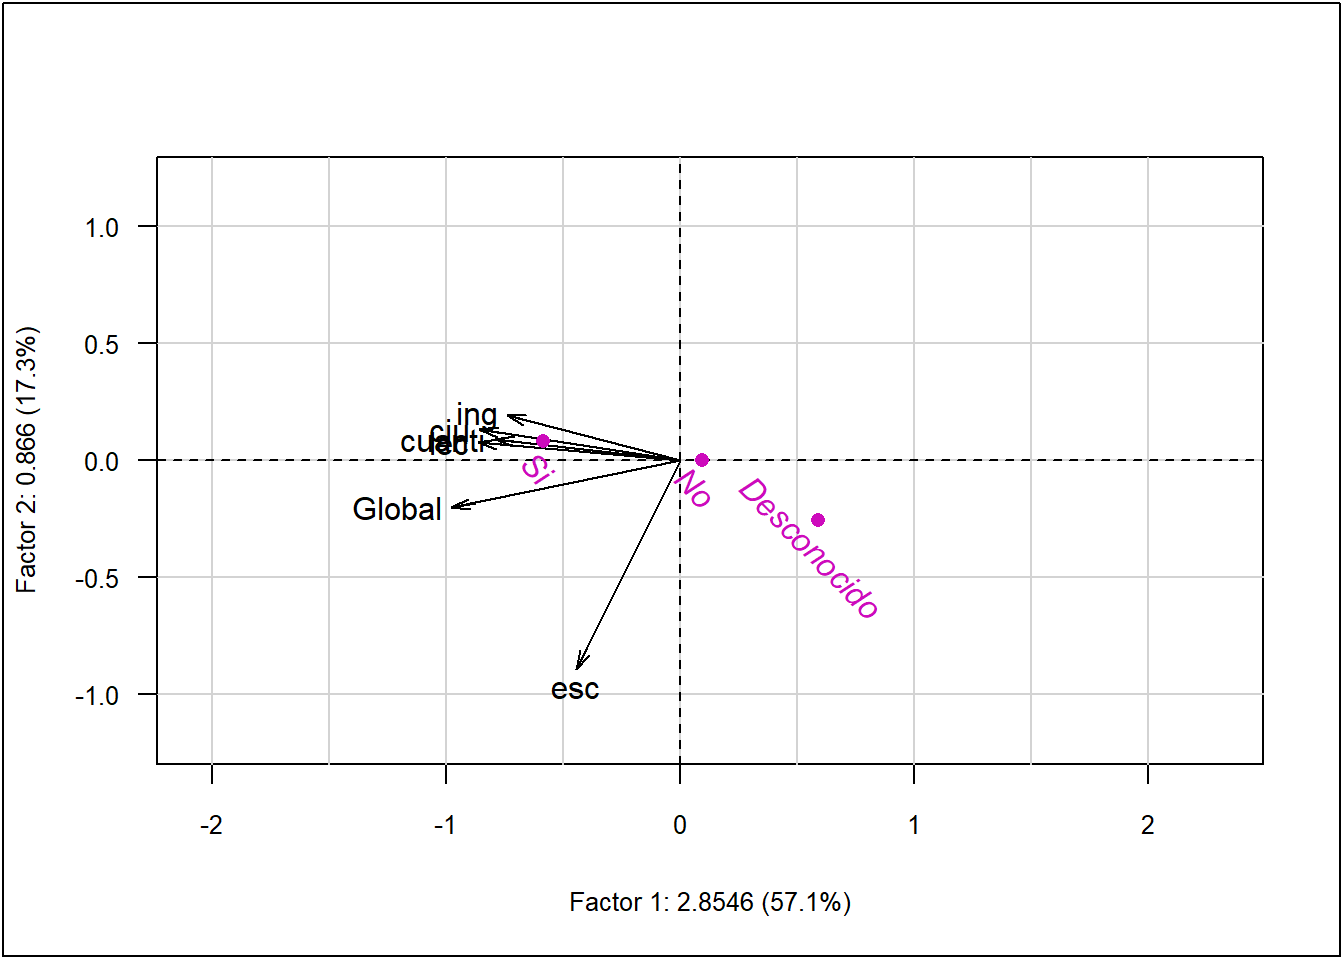 Factor 2: 0.866 (17.3%)
1.0
0.5
0.0
-0.5
-1.0
ing
Global
esc
Si
No
Desconocido
-2
-1
0
1
2
Factor 1: 2.8546 (57.1%)